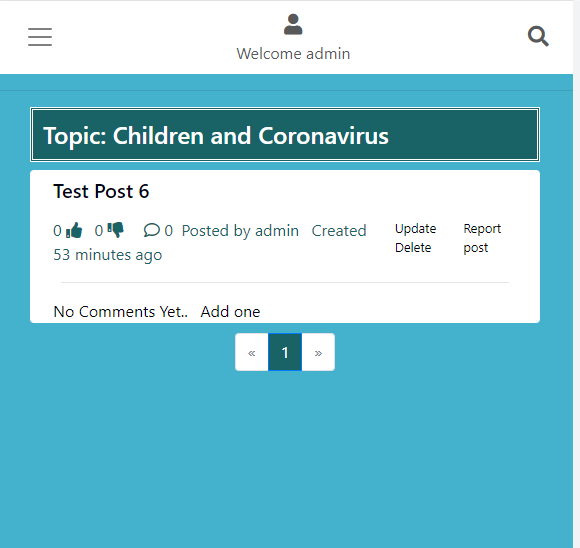 Welcome admin
Topic: Children and Coronavirus
Test Post 6
0 0 0 Posted by admin Created
53 minutes ago
Update
Delete
Report
post
No Comments Yet.. Add one
« 1 »